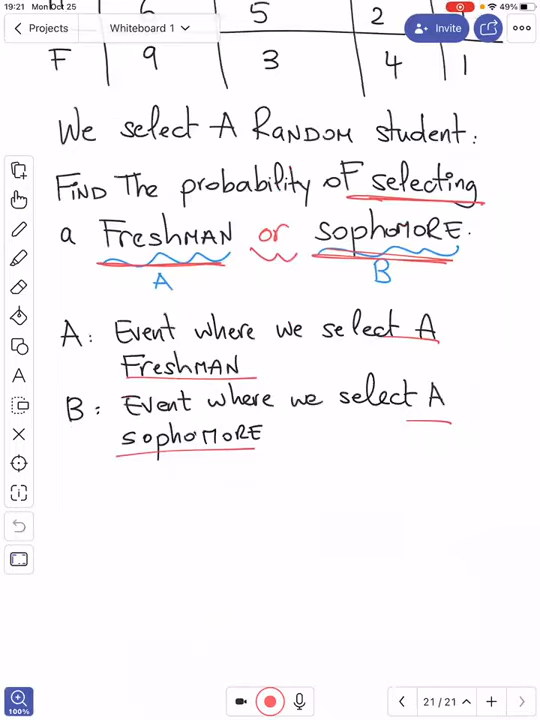 19:21 Mon Oct 25 49%
Projects Whiteboard 1 Invite
5 2
F 9 3 4 1
We select A RANDOM student.
FIND The probability of selecting
a FreshMAN or sophoMORE.
A B
A: Event where we select A
FreshMAN
B: Event where we select A
sophoMORE
A
100% 21/21